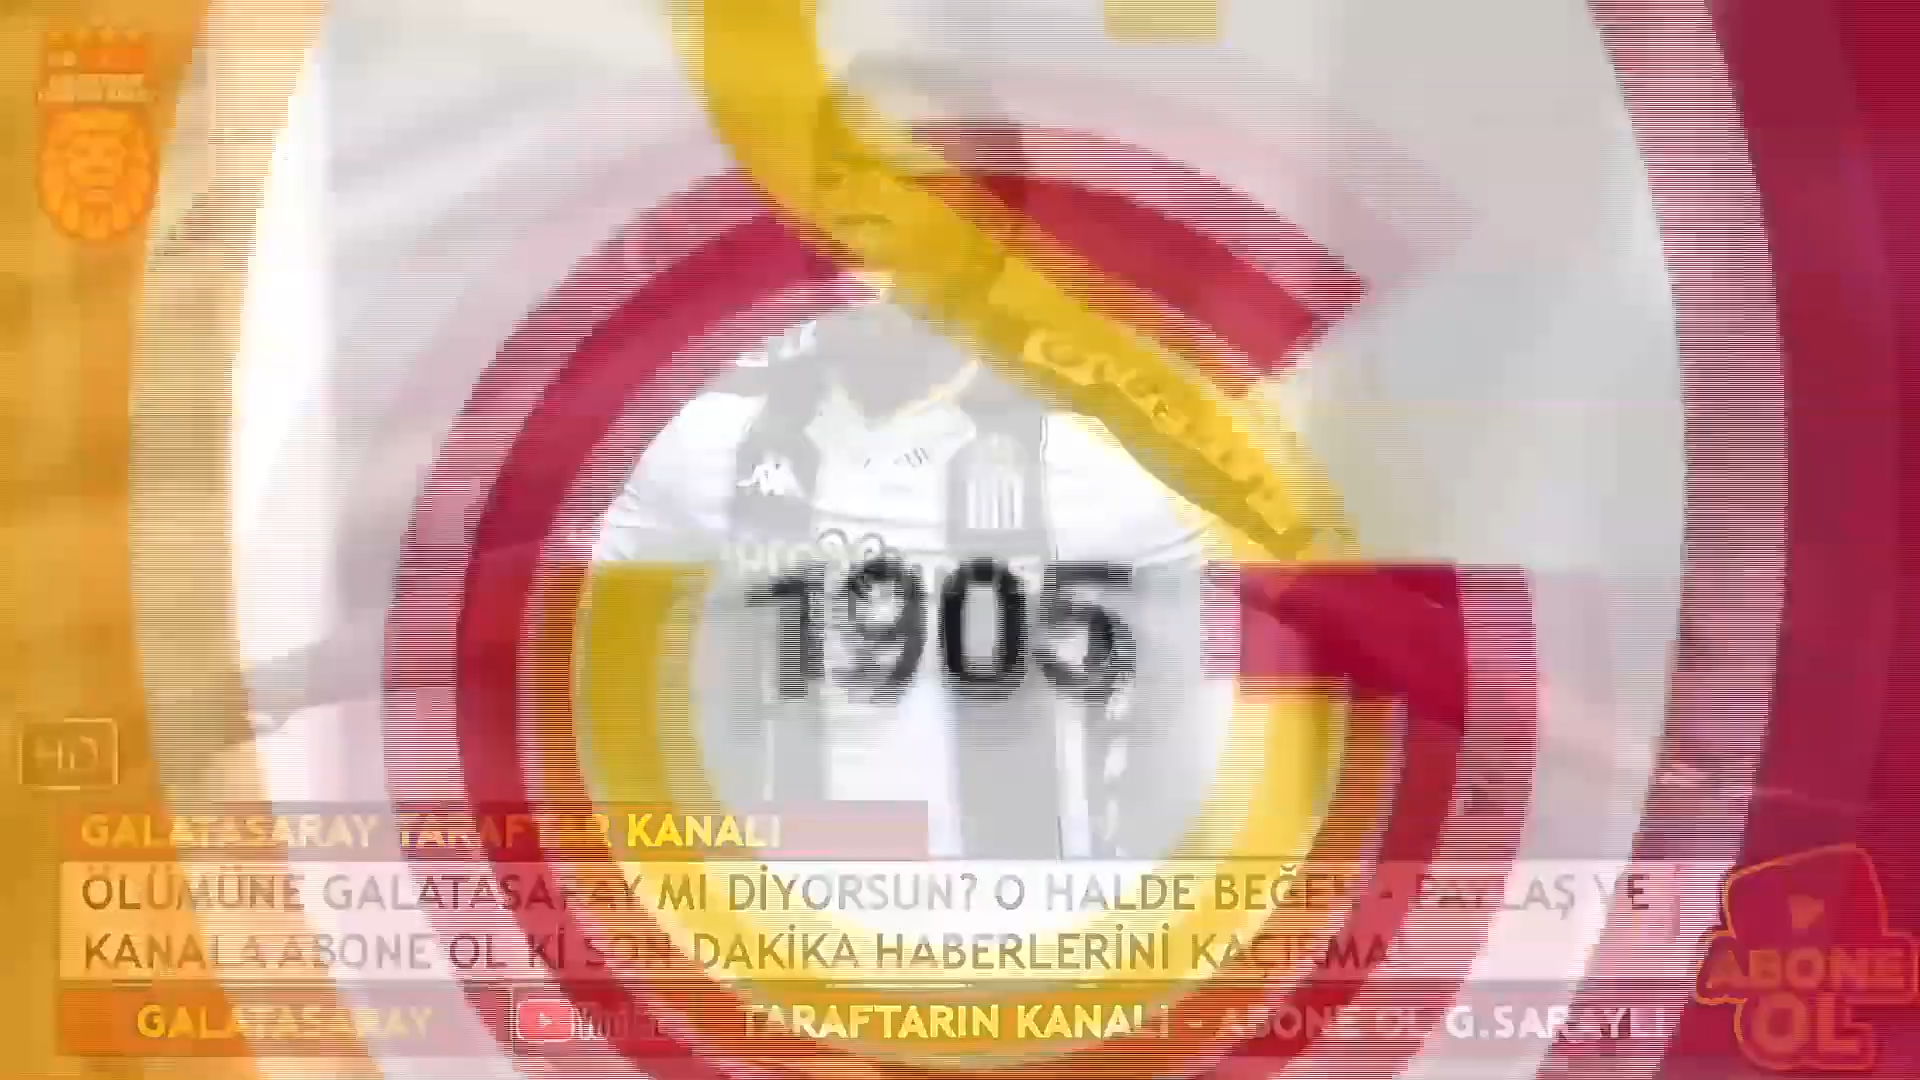 HD
1905
GALATASARAY TARAFTAR KANALI
ÖLÜMÜNE GALATASARAY MI DİYORSUN? O HALDE BEĞEN - PAYLAŞ VE
KANALA ABONE OL Kİ SON DAKİKA HABERLERİNİ KAÇIRMA
GALATASARAY
YouTube
TARAFTARIN KANALI - ABONE OL G.SARAYLI
ABONE
OL